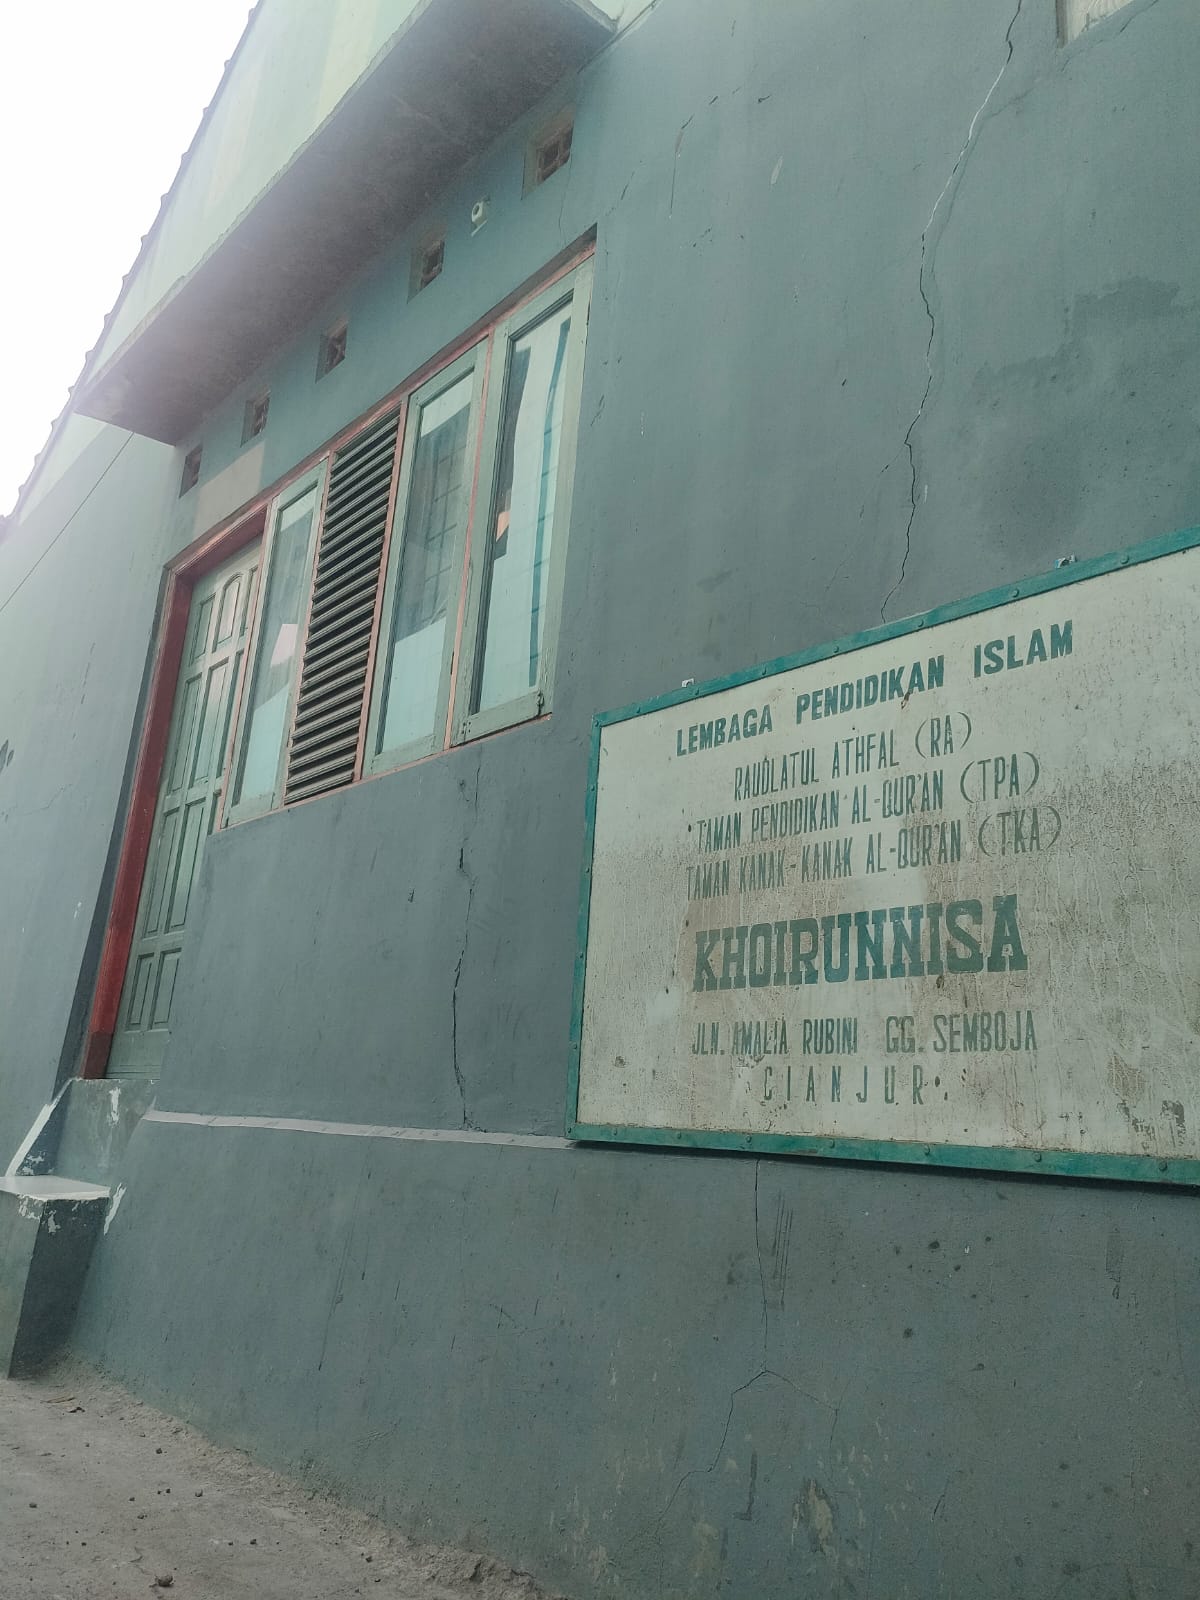 LEMBAGA PENDIDIKAN ISLAM
RAUDLATUL ATHFAL (RA)
TAMAN PENDIDIKAN AL-QUR'AN (TPA)
TAMAN KANAK-KANAK AL-QUR'AN (TKA)
KHOIRUNNISA
JLN. AMALIA RUBINI GG. SEMBOJA
CIANJUR